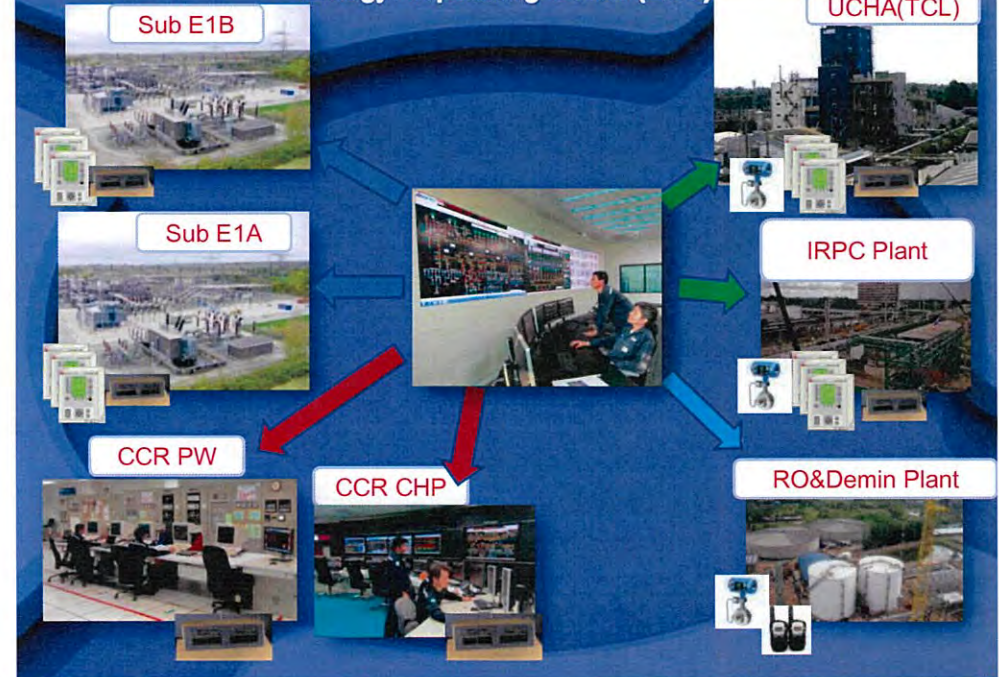 UCHA(TCL)
Sub E1B
Sub E1A
IRPC Plant
CCR PW
CCR CHP
RO&Demin Plant